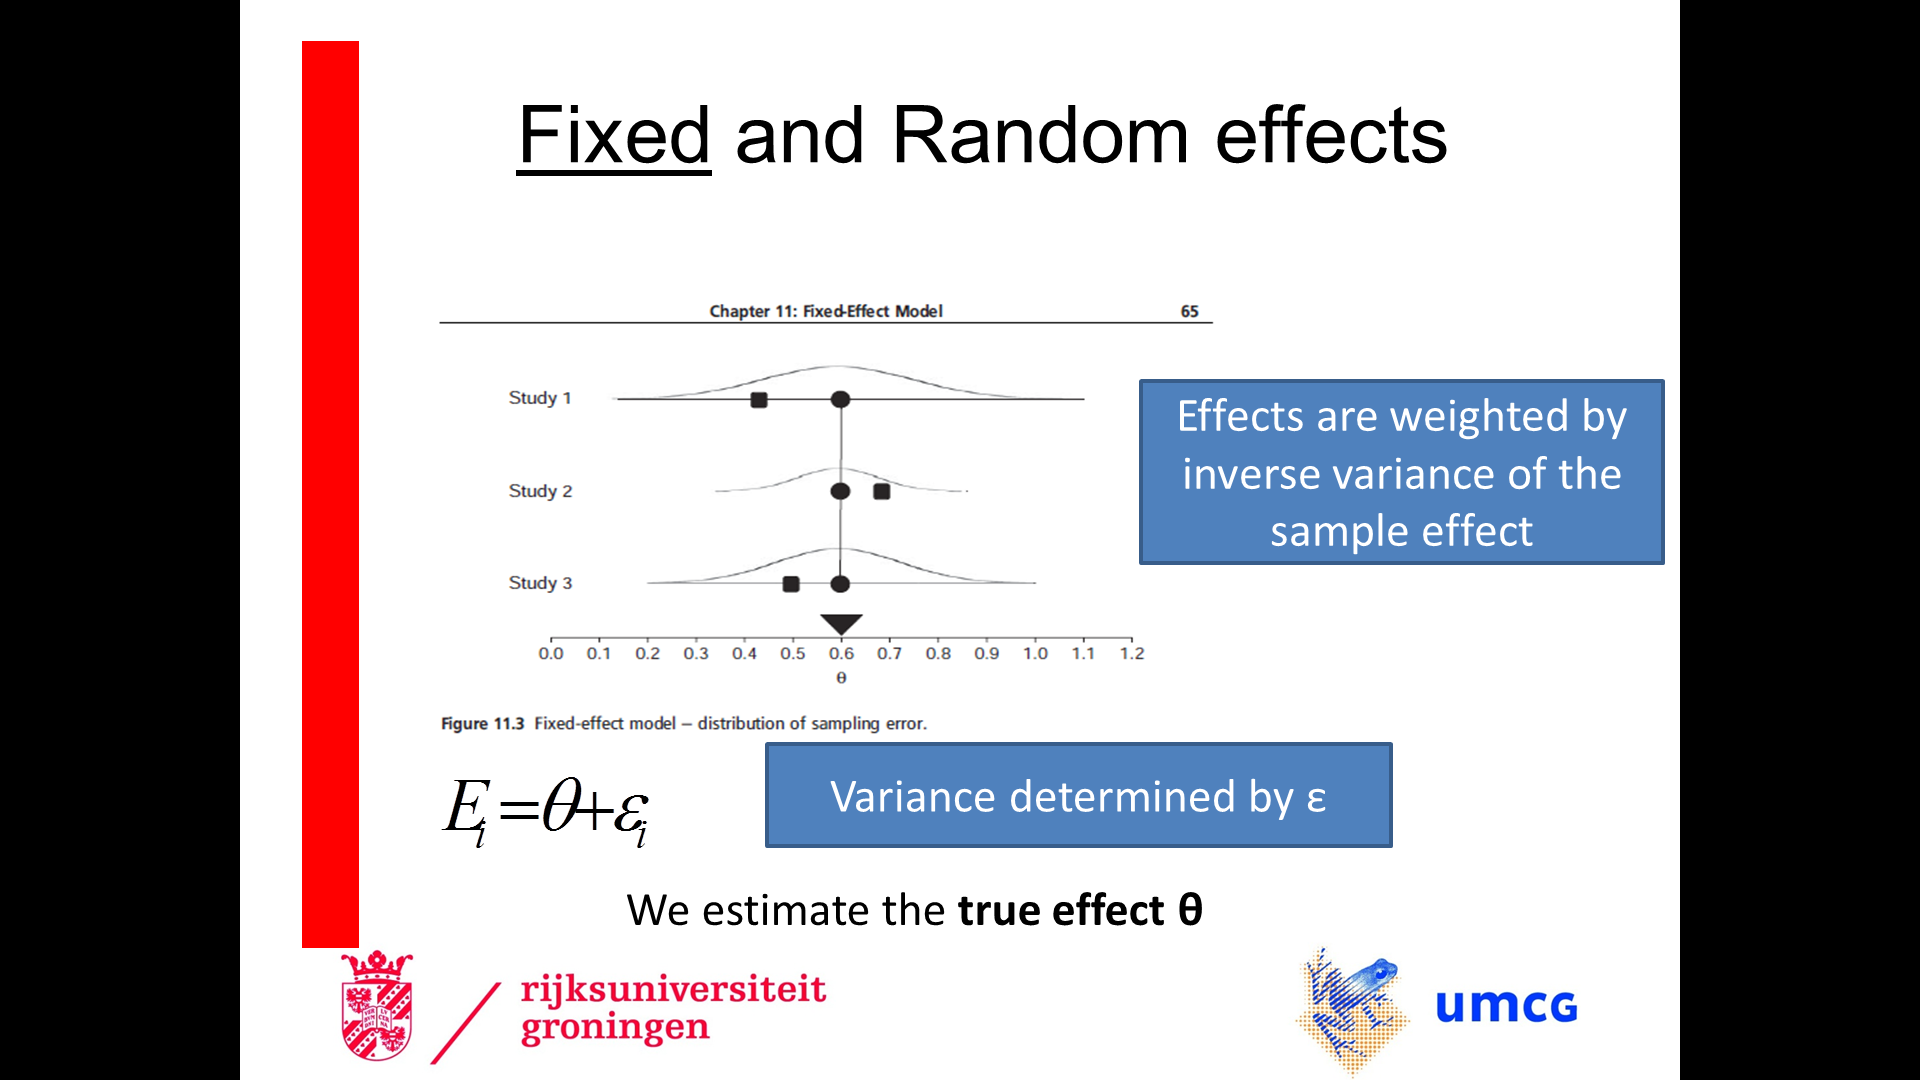 Fixed and Random effects
Chapter 11: Fixed-Effect Model 65
Study 1
Study 2
Study 3
0.0 0.1 0.2 0.3 0.4 0.5 0.6 0.7 0.8 0.9 1.0 1.1 1.2
θ
Figure 11.3 Fixed-effect model – distribution of sampling error.
Effects are weighted by
inverse variance of the
sample effect
E_i=θ+ε_i
Variance determined by ε
We estimate the true effect θ
rijksuniversiteit
groningen
umcg